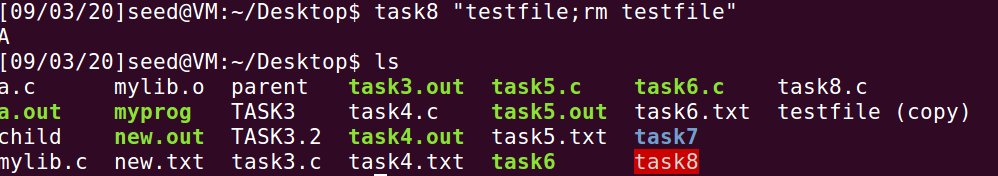 [09/03/20]seed@VM:~/Desktop$ task8 "testfile;rm testfile"
A
[09/03/20]seed@VM:~/Desktop$ ls
a.c mylib.o parent task3.out task5.c task6.c task8.c
a.out myprog TASK3 task4.c task5.out task6.txt testfile (copy)
child new.out TASK3.2 task4.out task5.txt task7
mylib.c new.txt task3.c task4.txt task6 task8